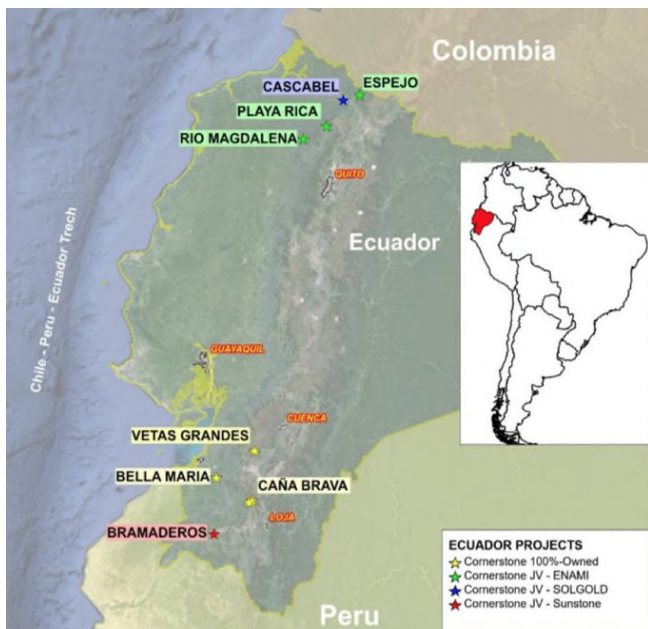 Colombia
ESPEJO
CASCABEL
PLAYA RICA
RIO MAGDALENA
QUITO
Ecuador
Chile - Peru - Ecuador Trech
GUAYAQUIL
CUENCA
VETAS GRANDES
BELLA MARIA
CAÑA BRAVA
LOJA
BRAMADEROS
Peru
ECUADOR PROJECTS
Cornerstone 100%-Owned
Cornerstone JV - ENAMI
Cornerstone JV - SOLGOLD
Cornerstone JV - Sunstone